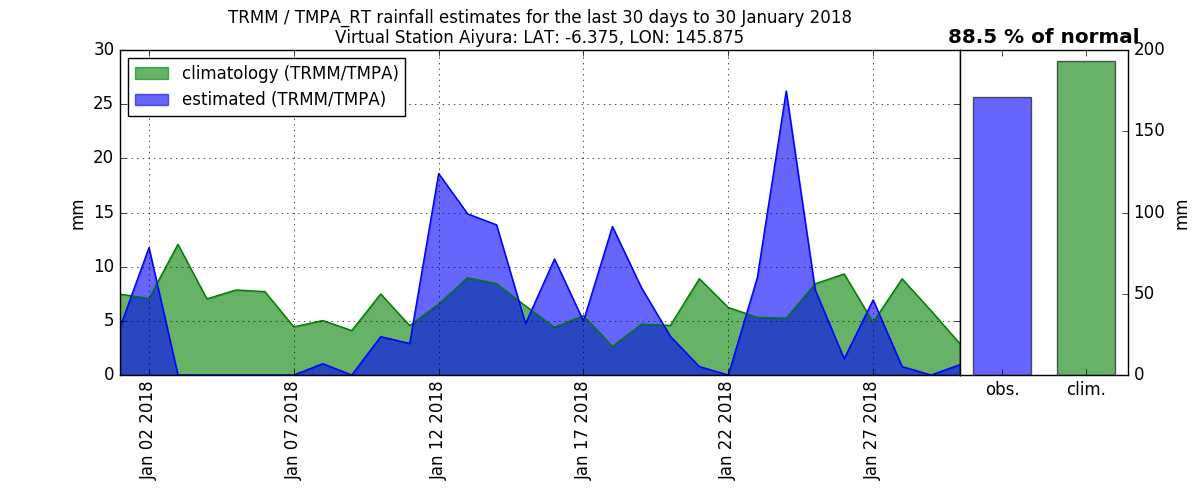 TRMM / TMPA_RT rainfall estimates for the last 30 days to 30 January 2018
Virtual Station Aiyura: LAT: -6.375, LON: 145.875
88.5 % of normal
climatology (TRMM/TMPA)
estimated (TRMM/TMPA)
30
25
20
15
10
5
0
mm
Jan 02 2018
Jan 07 2018
Jan 12 2018
Jan 17 2018
Jan 22 2018
Jan 27 2018
obs.
clim.
200
150
100
50
0
mm